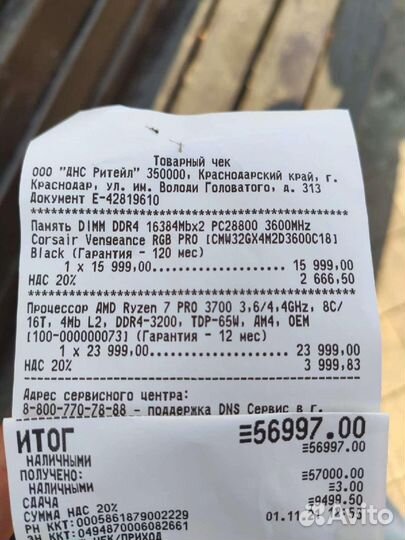 Товарный чек
ООО "ДНС Ритейл" 350000, Краснодарский край, г.
Краснодар, ул. им. Володи Головатого, д. 313
Документ Е-42819610
Память DIMM DDR4 16384Mbx2 PC28800 3600MHz
Corsair Vengeance RGB PRO [CMW32GX4M2D3600C18]
Black (Гарантия - 120 мес)
1 x 15 999,00 15 999,00
НДС 20% 2 666,50
Процессор AMD Ryzen 7 PRO 3700 3,6/4,4GHz, 8C/
16T, 4Mb L2, DDR4-3200, TDP-65W, AM4, OEM
[100-000000073] (Гарантия - 12 мес)
1 x 23 999,00 23 999,00
НДС 20% 3 999,83
Адрес сервисного центра:
8-800-770-78-88 - поддержка DNS Сервис в г.
ИТОГ ≡56997.00
НАЛИЧНЫМИ ≡56997.00
ПОЛУЧЕНО:
НАЛИЧНЫМИ ≡57000.00
СДАЧА ≡3.00
СУММА НДС 20% ≡9499.50
РН ККТ:0005861879002229 01.11
ЗН ККТ:0494870006082661
ЧЕК/ПРИХОД
Avito